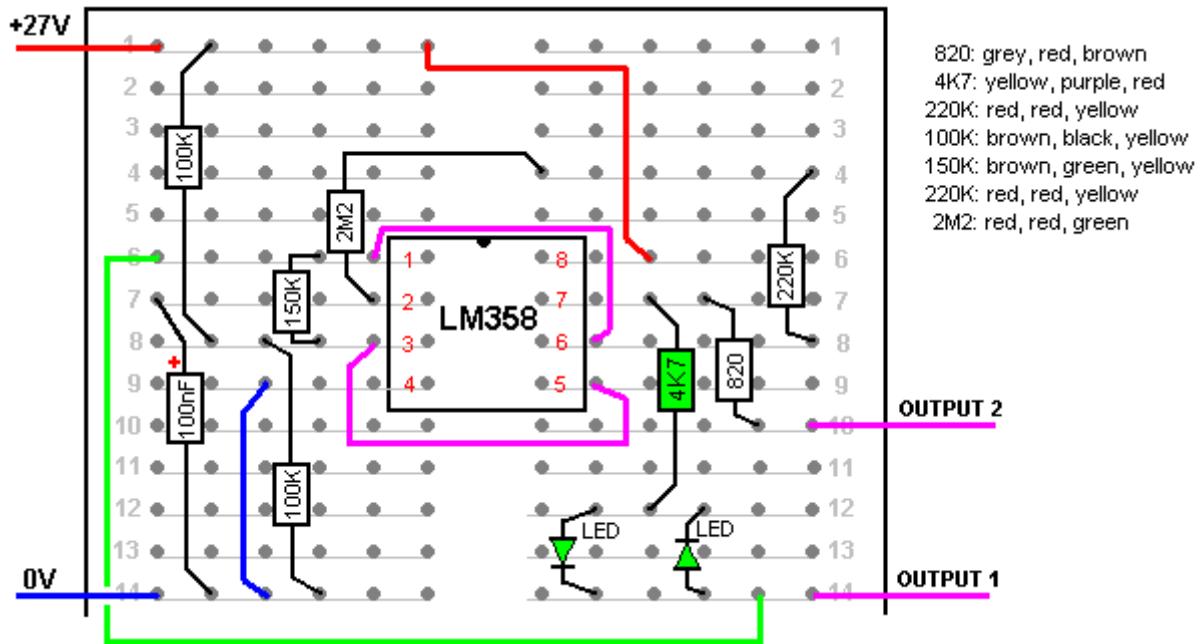 +27V
1
1
820: grey, red, brown
4K7: yellow, purple, red
220K: red, red, yellow
100K: brown, black, yellow
150K: brown, green, yellow
220K: red, red, yellow
2M2: red, red, green
2
2
3
3
100K
4
4
5
5
2M2
6
1
8
6
220K
7
150K
2
7
7
LM358
8
3
6
8
+
4K7
820
9
4
5
9
100nF
OUTPUT 2
10
10
11
11
100K
12
12
LED
LED
13
13
0V
OUTPUT 1
14
14